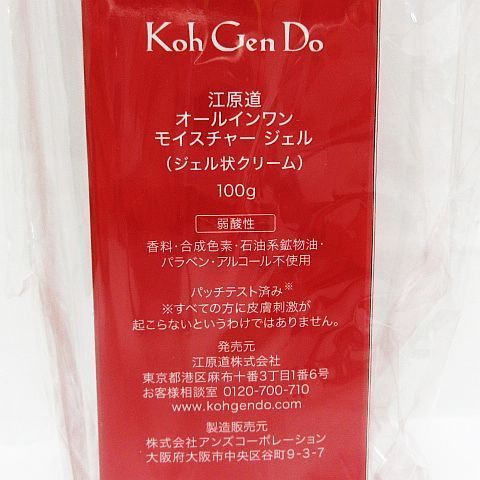 Koh Gen Do
江原道
オールインワン
モイスチャー ジェル
(ジェル状クリーム)
100g
弱酸性
香料・合成色素・石油系鉱物油・
パラベン・アルコール不使用
パッチテスト済み※
※すべての方に皮膚刺激が
起こらないというわけではありません。
発売元
江原道株式会社
東京都港区麻布十番3丁目1番6号
お客様相談室 0120-700-710
www.kohgendo.com
製造販売元
株式会社アンズコーポレーション
大阪府大阪市中央区谷町9-3-7